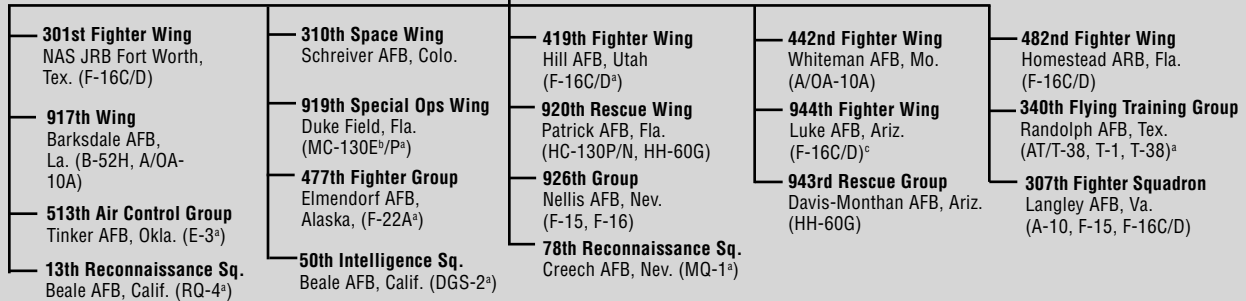 301st Fighter Wing
NAS JRB Fort Worth,
Tex. (F-16C/D)
917th Wing
Barksdale AFB,
La. (B-52H, A/OA-
10A)
513th Air Control Group
Tinker AFB, Okla. (E-3ª)
13th Reconnaissance Sq.
Beale AFB, Calif. (RQ-4ª)
310th Space Wing
Schreiver AFB, Colo.
919th Special Ops Wing
Duke Field, Fla.
(MC-130Eᵇ/Pª)
477th Fighter Group
Elmendorf AFB,
Alaska, (F-22Aª)
50th Intelligence Sq.
Beale AFB, Calif. (DGS-2ª)
419th Fighter Wing
Hill AFB, Utah
(F-16C/Dª)
920th Rescue Wing
Patrick AFB, Fla.
(HC-130P/N, HH-60G)
926th Group
Nellis AFB, Nev.
(F-15, F-16)
78th Reconnaissance Sq.
Creech AFB, Nev. (MQ-1ª)
442nd Fighter Wing
Whiteman AFB, Mo.
(A/OA-10A)
944th Fighter Wing
Luke AFB, Ariz.
(F-16C/D)ᶜ
943rd Rescue Group
Davis-Monthan AFB, Ariz.
(HH-60G)
482nd Fighter Wing
Homestead ARB, Fla.
(F-16C/D)
340th Flying Training Group
Randolph AFB, Tex.
(AT/T-38, T-1, T-38)ª
307th Fighter Squadron
Langley AFB, Va.
(A-10, F-15, F-16C/D)